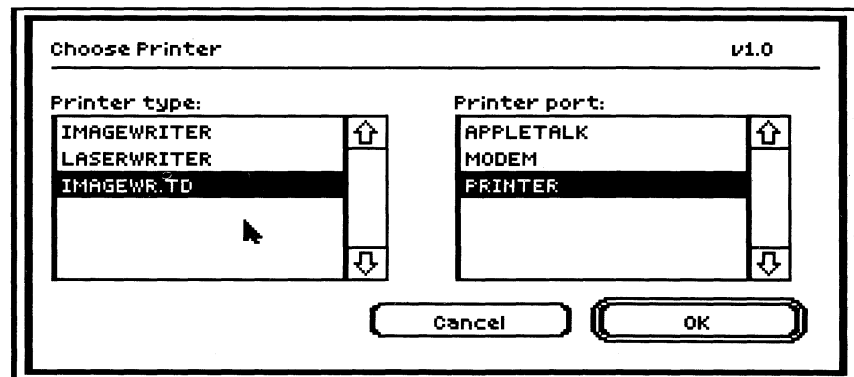 Choose Printer v1.0
Printer type: Printer port:
IMAGEWRITER APPLETALK
LASERWRITER MODEM
IMAGEWR.TD PRINTER
Cancel OK